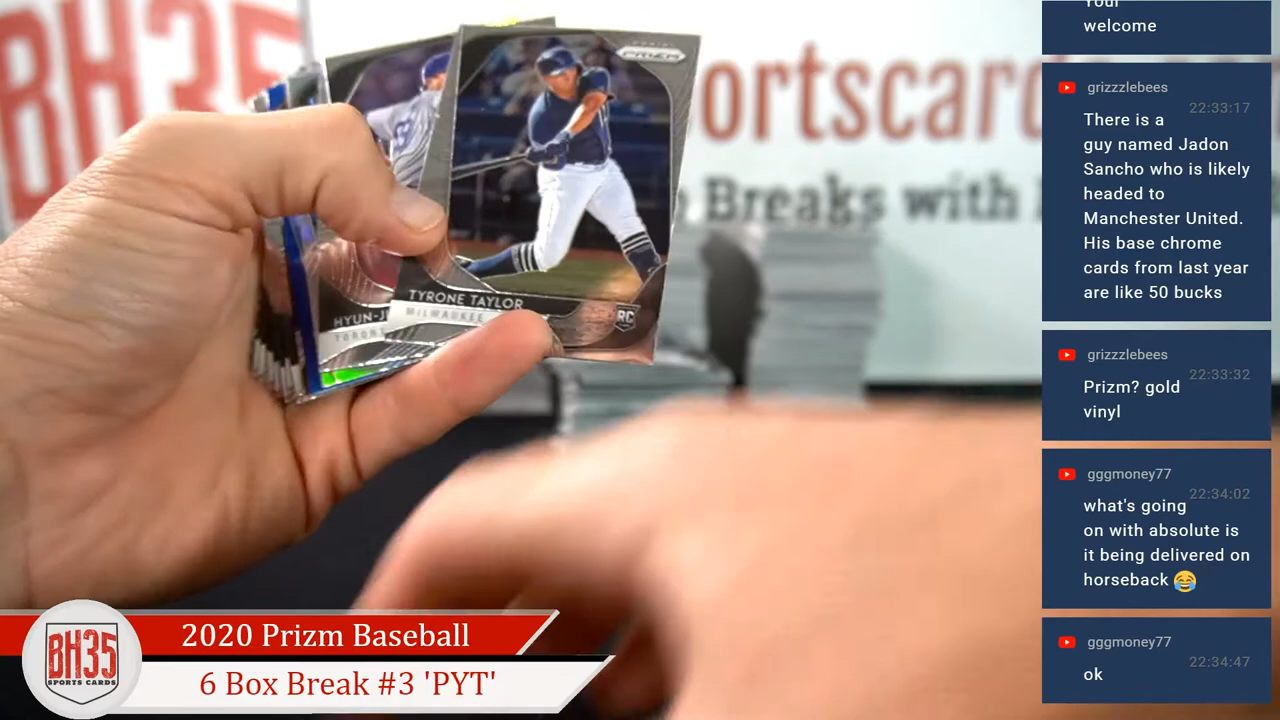 BH35
ortscar
Breaks with
PANINI
PRIZM
TYRONE TAYLOR
MILWAUKEE
RC
HYUN-J
TORONT
BH35
SPORTS CARDS
2020 Prizm Baseball
6 Box Break #3 'PYT'
Your
welcome
grizzzlebees
22:33:17
There is a
guy named Jadon
Sancho who is likely
headed to
Manchester United.
His base chrome
cards from last year
are like 50 bucks
grizzzlebees
22:33:32
Prizm? gold
vinyl
gggmoney77
22:34:02
what's going
on with absolute is
it being delivered on
horseback 😂
gggmoney77
22:34:47
ok